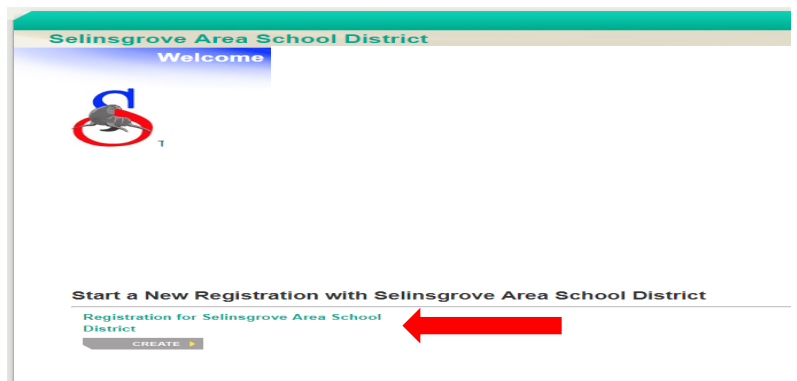 Selinsgrove Area School District
Welcome
S
T
Start a New Registration with Selinsgrove Area School District
Registration for Selinsgrove Area School
District
CREATE